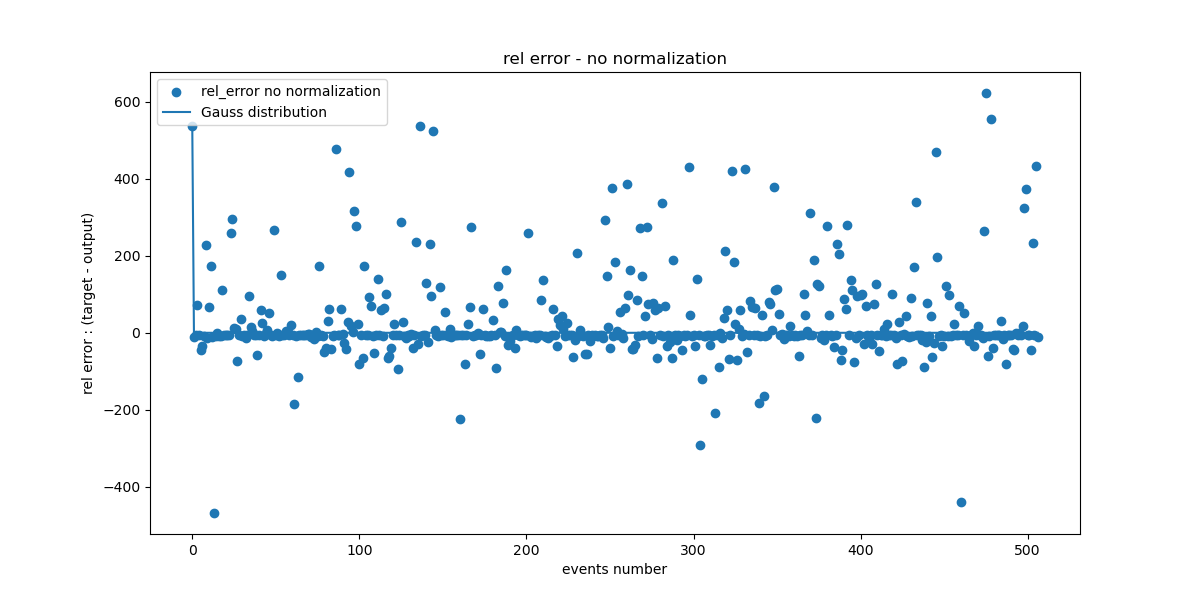 rel error - no normalization
rel_error no normalization
Gauss distribution
rel error : (target - output)
600
400
200
0
−200
−400
0 100 200 300 400 500
events number